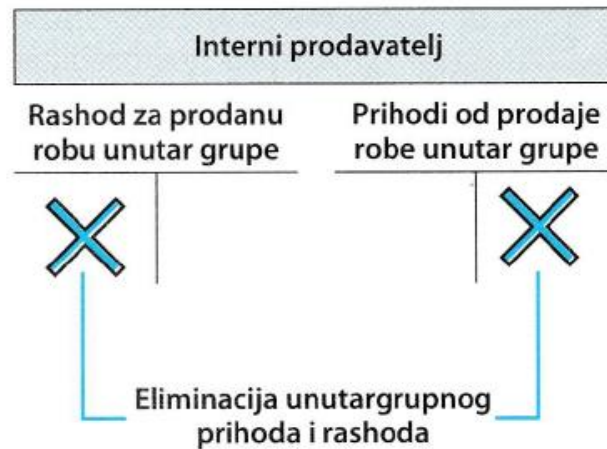 Interni prodavatelj
Rashod za prodanu
robu unutar grupe
Prihodi od prodaje
robe unutar grupe
Eliminacija unutargrupnog
prihoda i rashoda